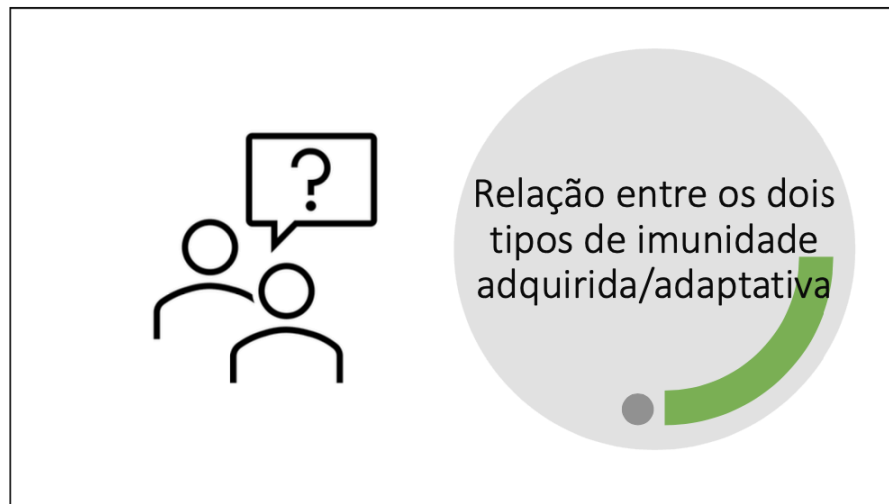 ?
Relação entre os dois
tipos de imunidade
adquirida/adaptativa